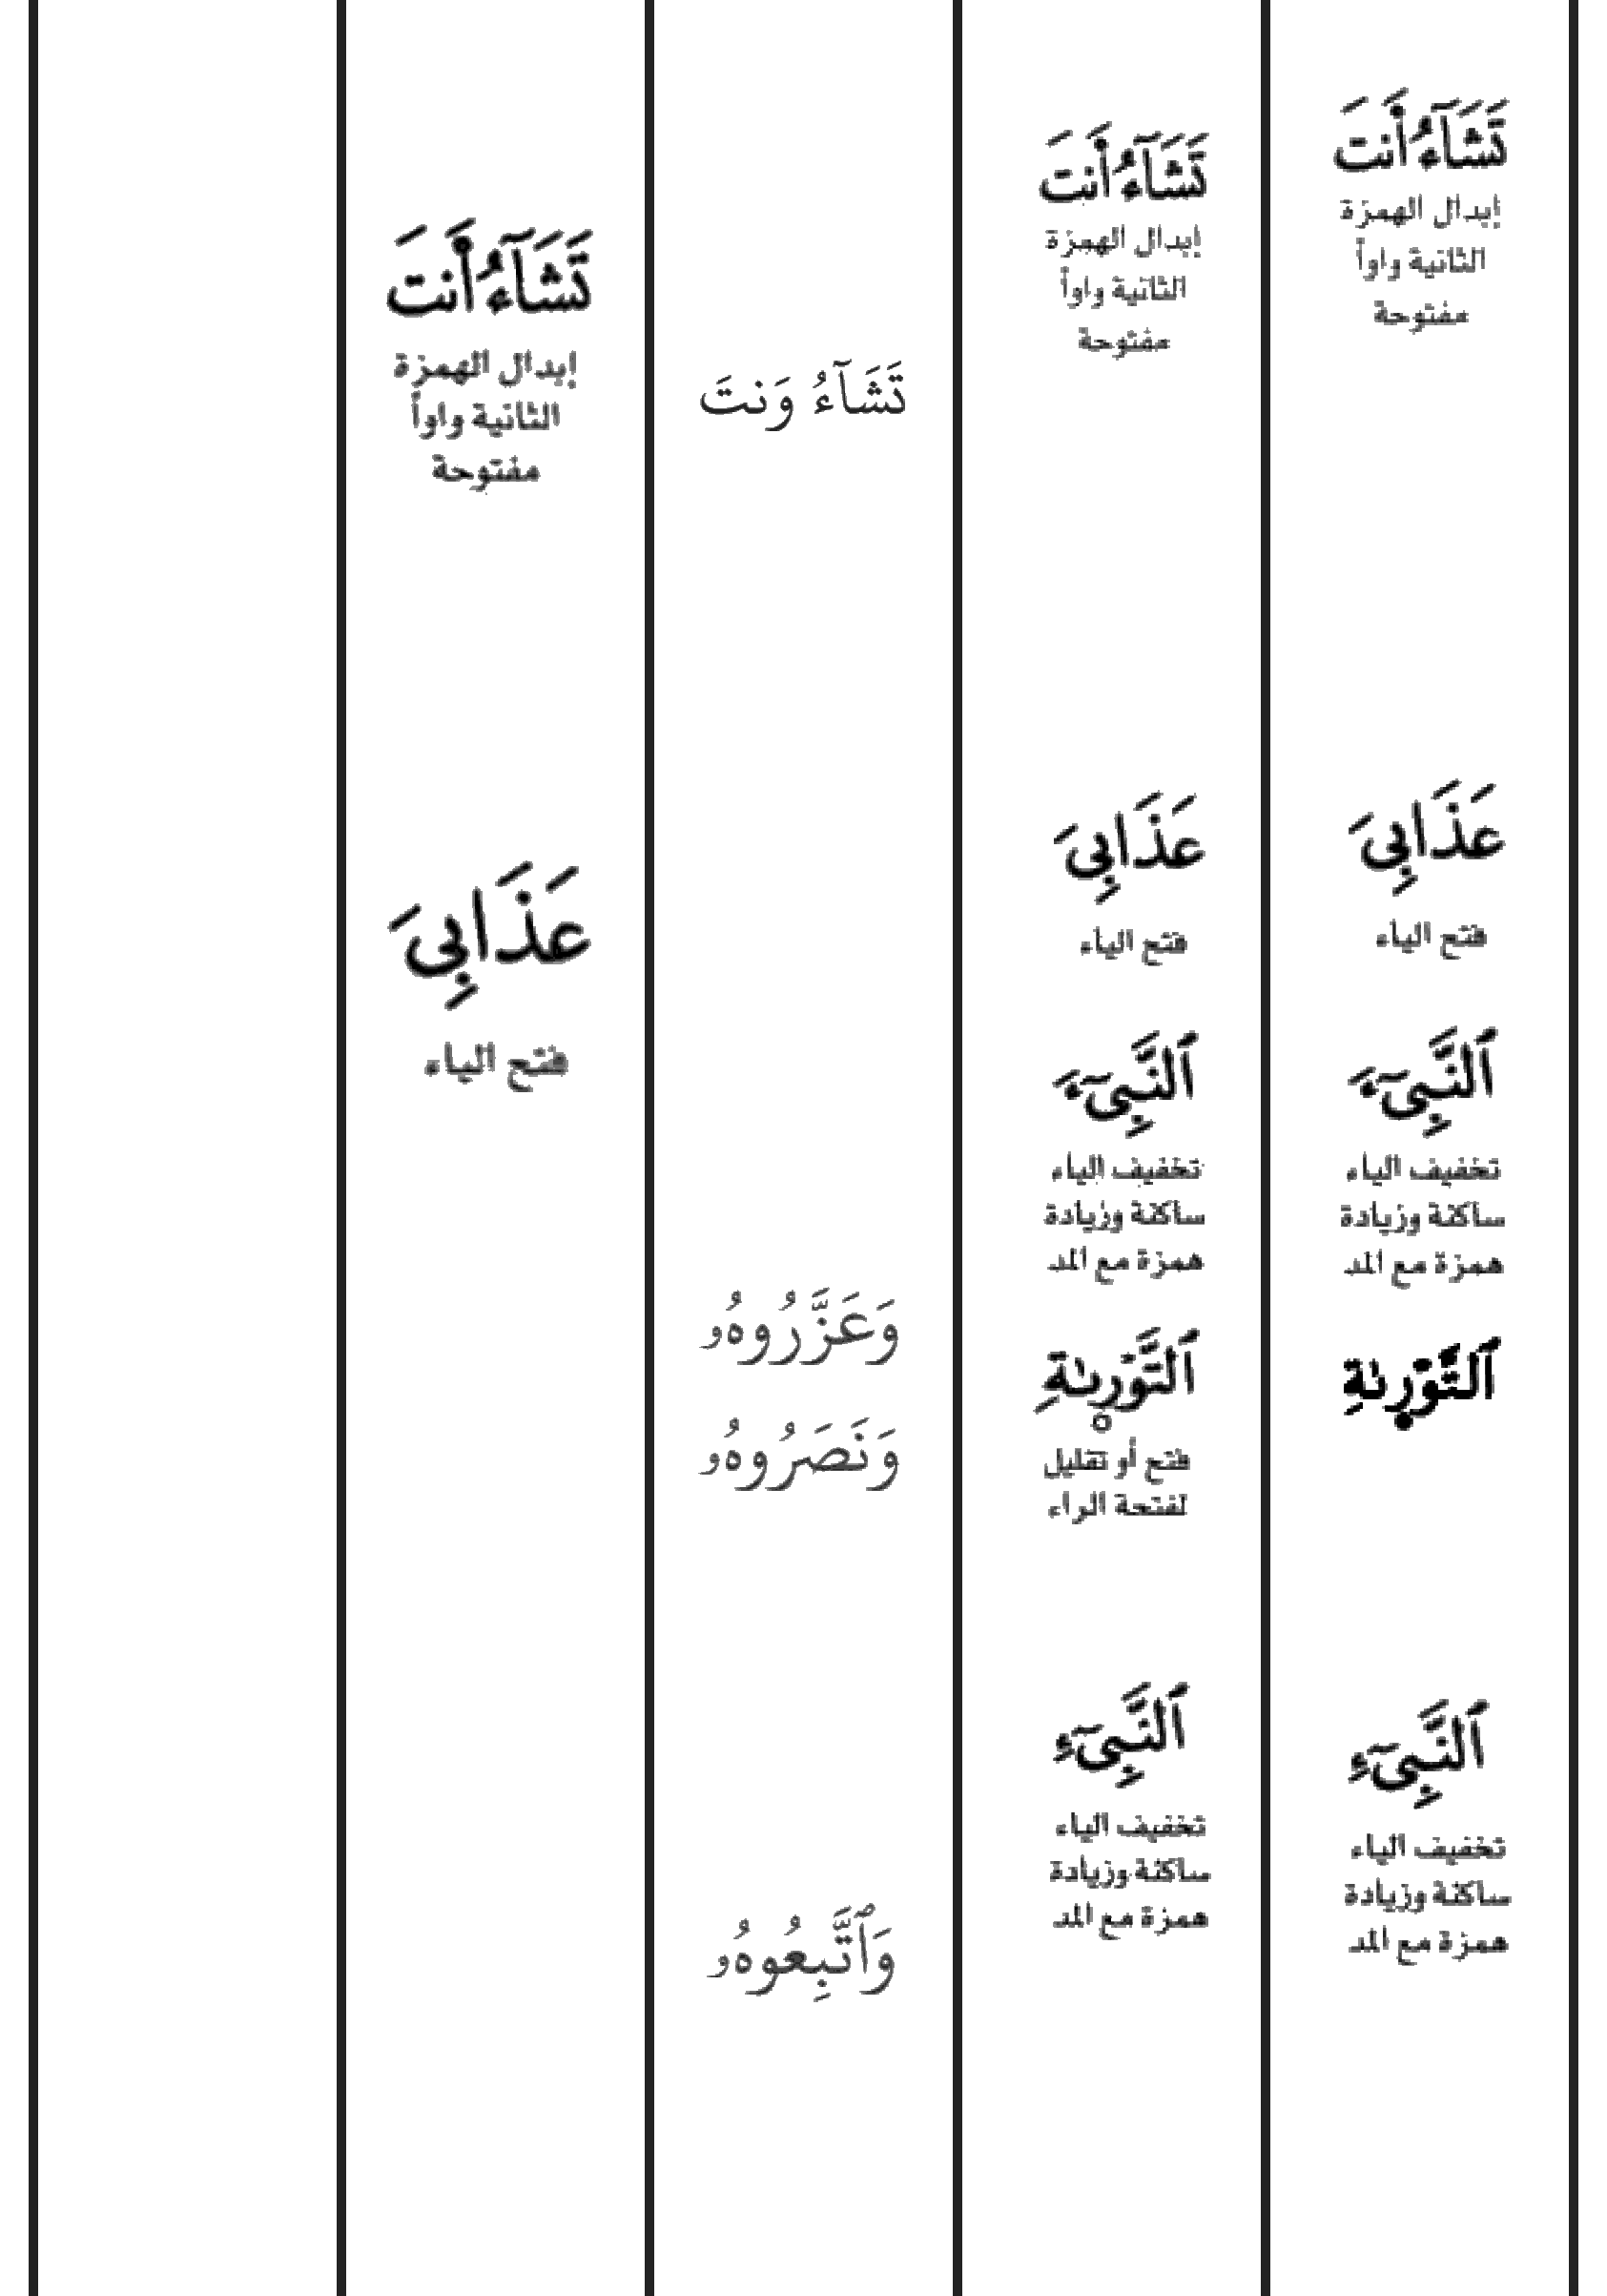 تَشَآءُ أَنتَ
إبدال الهمزة
الثانية واواً
مفتوحة
عَذَابِيَ
فتح الياء
ٱلنَّبِىٓءَ
تخفيف الياء
ساكنة وزيادة
همزة مع المد
ٱلتَّوۡرِىٰةِ
ٱلنَّبِىٓءِ
تخفيف الياء
ساكنة وزيادة
همزة مع المد
تَشَآءُ أَنتَ
إبدال الهمزة
الثانية واواً
مفتوحة
عَذَابِيَ
فتح الياء
ٱلنَّبِىٓءَ
تخفيف الياء
ساكنة وزيادة
همزة مع المد
ٱلتَّوۡرِىٰةِ
فتح أو تقليل
لفتحة الراء
ٱلنَّبِىٓءِ
تخفيف الياء
ساكنة وزيادة
همزة مع المد
تَشَآءُ وَنتَ
وَعَزَّرُوهُۥ
وَنَصَرُوهُۥ
وَٱتَّبِعُوهُۥ
تَشَآءُ أَنتَ
إبدال الهمزة
الثانية واواً
مفتوحة
عَذَابِيَ
فتح الياء